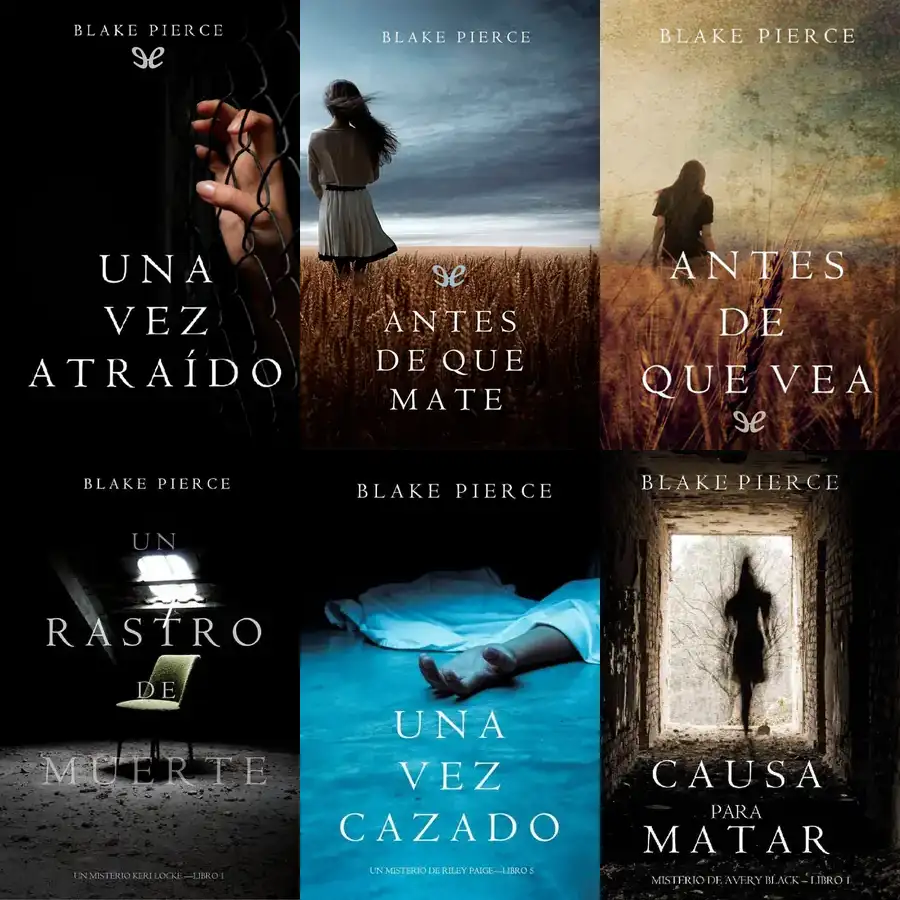 BLAKE PIERCE
UNA
VEZ
ATRAÍDO
BLAKE PIERCE
ANTES
DE QUE
MATE
BLAKE PIERCE
ANTES
DE
QUE VEA
BLAKE PIERCE
UN
RASTRO
DE
MUERTE
UN MISTERIO KERI LOCKE—LIBRO 1
BLAKE PIERCE
UNA
VEZ
CAZADO
UN MISTERIO DE RILEY PAIGE—LIBRO 5
BLAKE PIERCE
CAUSA
PARA
MATAR
MISTERIO DE AVERY BLACK – LIBRO 1